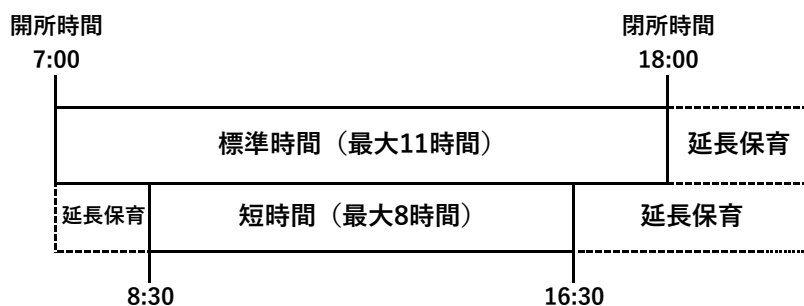 開所時間
7:00
閉所時間
18:00
標準時間（最大11時間）
延長保育
延長保育
短時間（最大8時間）
延長保育
8:30
16:30